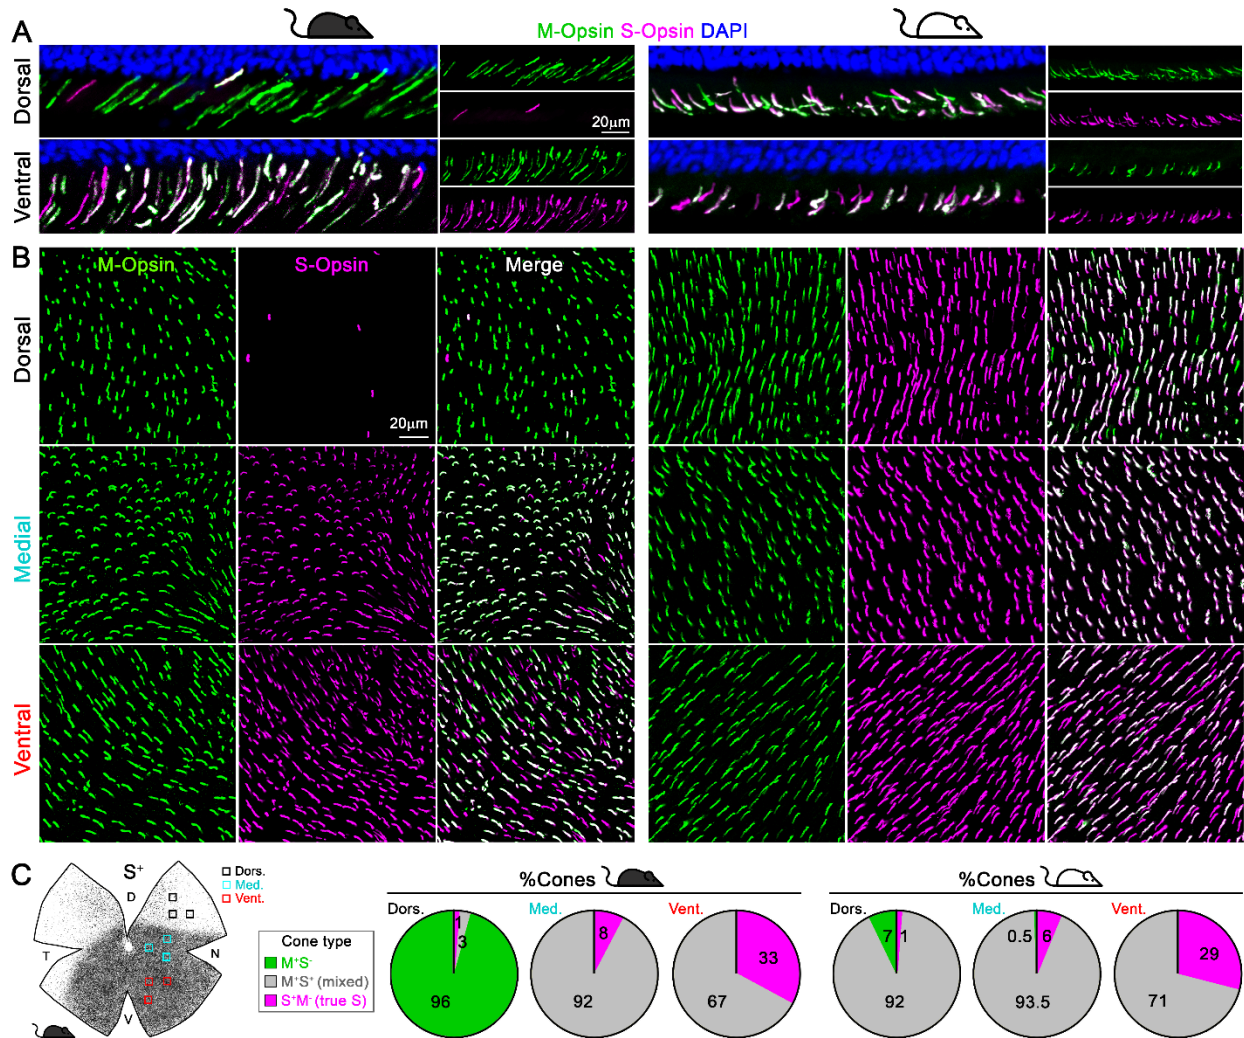 A
M-Opsin S-Opsin DAPI
Dorsal
20µm
Ventral
B
M-Opsin
S-Opsin
Merge
Dorsal
20µm
Medial
Ventral
C
S⁺
D
T
N
V
Dors.
Med.
Vent.
Cone type
M⁺S⁻
M⁺S⁺ (mixed)
S⁺M⁻ (true S)
%Cones
Dors.
Med.
Vent.
1
3
96
8
92
33
67
%Cones
Dors.
Med.
Vent.
7
1
92
0.5
6
93.5
29
71